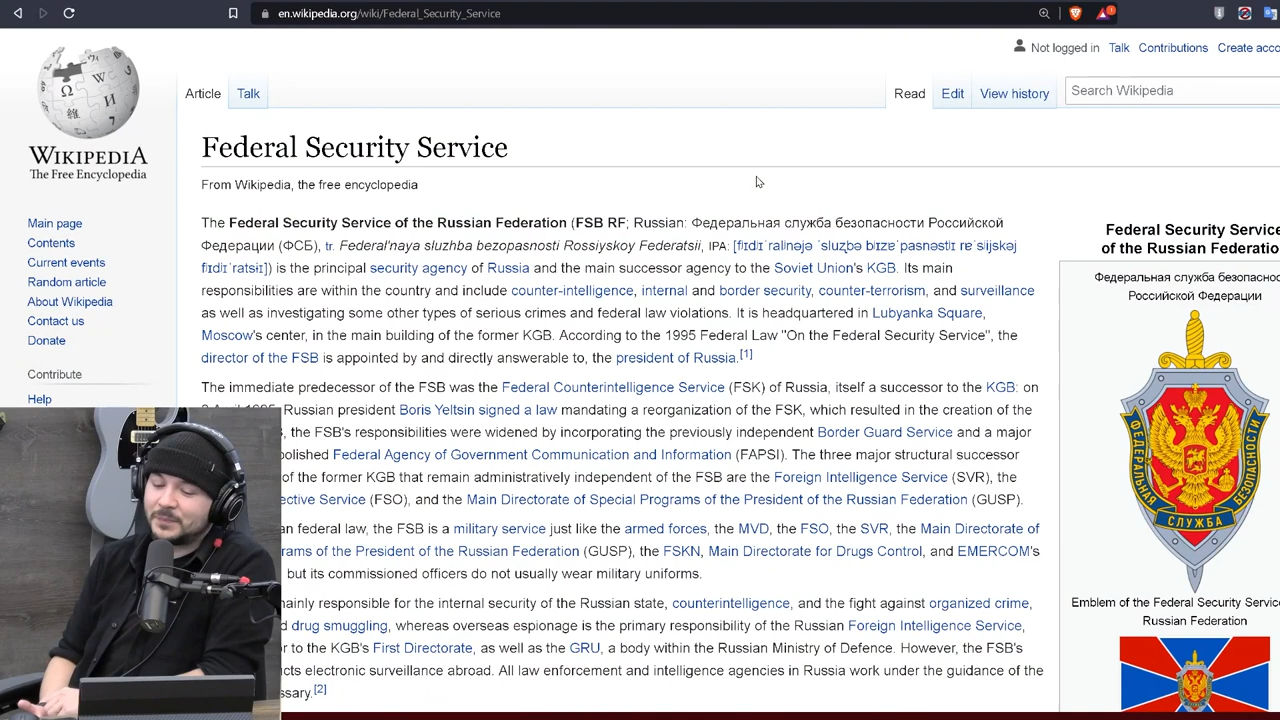 en.wikipedia.org/wiki/Federal_Security_Service
1
Not logged in Talk Contributions Create acco
Article Talk Read Edit View history Search Wikipedia
WIKIPEDIA
The Free Encyclopedia
Main page
Contents
Current events
Random article
About Wikipedia
Contact us
Donate
Contribute
Help
Federal Security Service
From Wikipedia, the free encyclopedia
The Federal Security Service of the Russian Federation (FSB RF; Russian: Федеральная служба безопасности Российской
Федерации (ФСБ), tr. Federal'naya sluzhba bezopasnosti Rossiyskoy Federatsii, IPA:
is the principal security agency of Russia and the main successor agency to the Soviet Union's KGB. Its main
responsibilities are within the country and include counter-intelligence, internal and border security, counter-terrorism, and surveillance
as well as investigating some other types of serious crimes and federal law violations. It is headquartered in Lubyanka Square,
Moscow's center, in the main building of the former KGB. According to the 1995 Federal Law "On the Federal Security Service", the
director of the FSB is appointed by and directly answerable to, the president of Russia.[1]
The immediate predecessor of the FSB was the Federal Counterintelligence Service (FSK) of Russia, itself a successor to the KGB: on
Russian president Boris Yeltsin signed a law mandating a reorganization of the FSK, which resulted in the creation of the
, the FSB's responsibilities were widened by incorporating the previously independent Border Guard Service and a major
olished Federal Agency of Government Communication and Information (FAPSI). The three major structural successor
of the former KGB that remain administratively independent of the FSB are the Foreign Intelligence Service (SVR), the
ective Service (FSO), and the Main Directorate of Special Programs of the President of the Russian Federation (GUSP).
an federal law, the FSB is a military service just like the armed forces, the MVD, the FSO, the SVR, the Main Directorate of
rams of the President of the Russian Federation (GUSP), the FSKN, Main Directorate for Drugs Control, and EMERCOM's
but its commissioned officers do not usually wear military uniforms.
ainly responsible for the internal security of the Russian state, counterintelligence, and the fight against organized crime,
d drug smuggling, whereas overseas espionage is the primary responsibility of the Russian Foreign Intelligence Service,
or to the KGB's First Directorate, as well as the GRU, a body within the Russian Ministry of Defence. However, the FSB's
cts electronic surveillance abroad. All law enforcement and intelligence agencies in Russia work under the guidance of the
ssary.[2]
Federal Security Service
of the Russian Federatio
Федеральная служба безопаснос
Российской Федерации
ФЕДЕРАЛЬНАЯ
СЛУЖБА
БЕЗОПАСНОСТИ
Emblem of the Federal Security Servic
Russian Federation